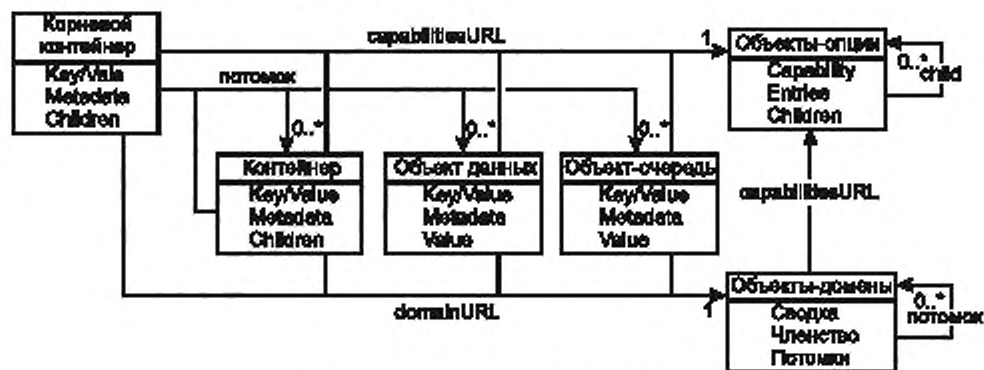 Корневой
контейнер
Key/Vale
Metadata
Children
capabilitiesURL
1
Объекты-опции
Capability
Entries
Children
0..*
child
потомок
0..*
0..*
0..*
Контейнер
Key/Value
Metadata
Children
Объект данных
Key/Value
Metadata
Value
Объект-очередь
Key/Value
Metadata
Value
capabilitiesURL
domainURL
1
Объекты-домены
Сводка
Членство
Потомки
0..*
потомок